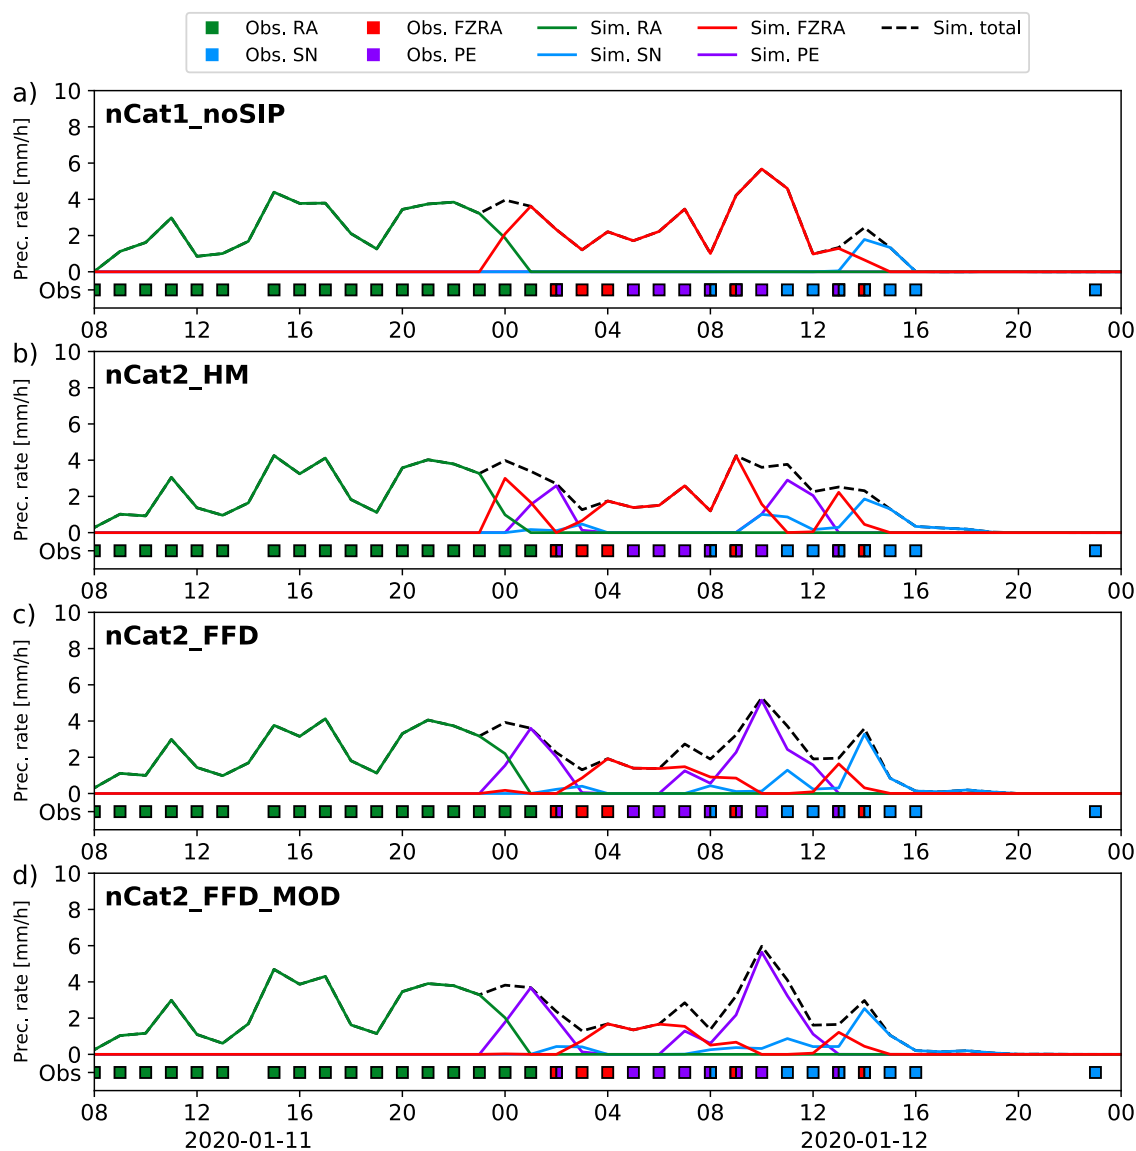 Obs. RA Obs. FZRA Sim. RA Sim. FZRA Sim. total
Obs. SN Obs. PE Sim. SN Sim. PE
a)
nCat1_noSIP
Prec. rate [mm/h]
10
8
6
4
2
0
Obs
08 12 16 20 00 04 08 12 16 20 00
b)
nCat2_HM
Prec. rate [mm/h]
10
8
6
4
2
0
Obs
08 12 16 20 00 04 08 12 16 20 00
c)
nCat2_FFD
Prec. rate [mm/h]
10
8
6
4
2
0
Obs
08 12 16 20 00 04 08 12 16 20 00
d)
nCat2_FFD_MOD
Prec. rate [mm/h]
10
8
6
4
2
0
Obs
08 12 16 20 00 04 08 12 16 20 00
2020-01-11 2020-01-12